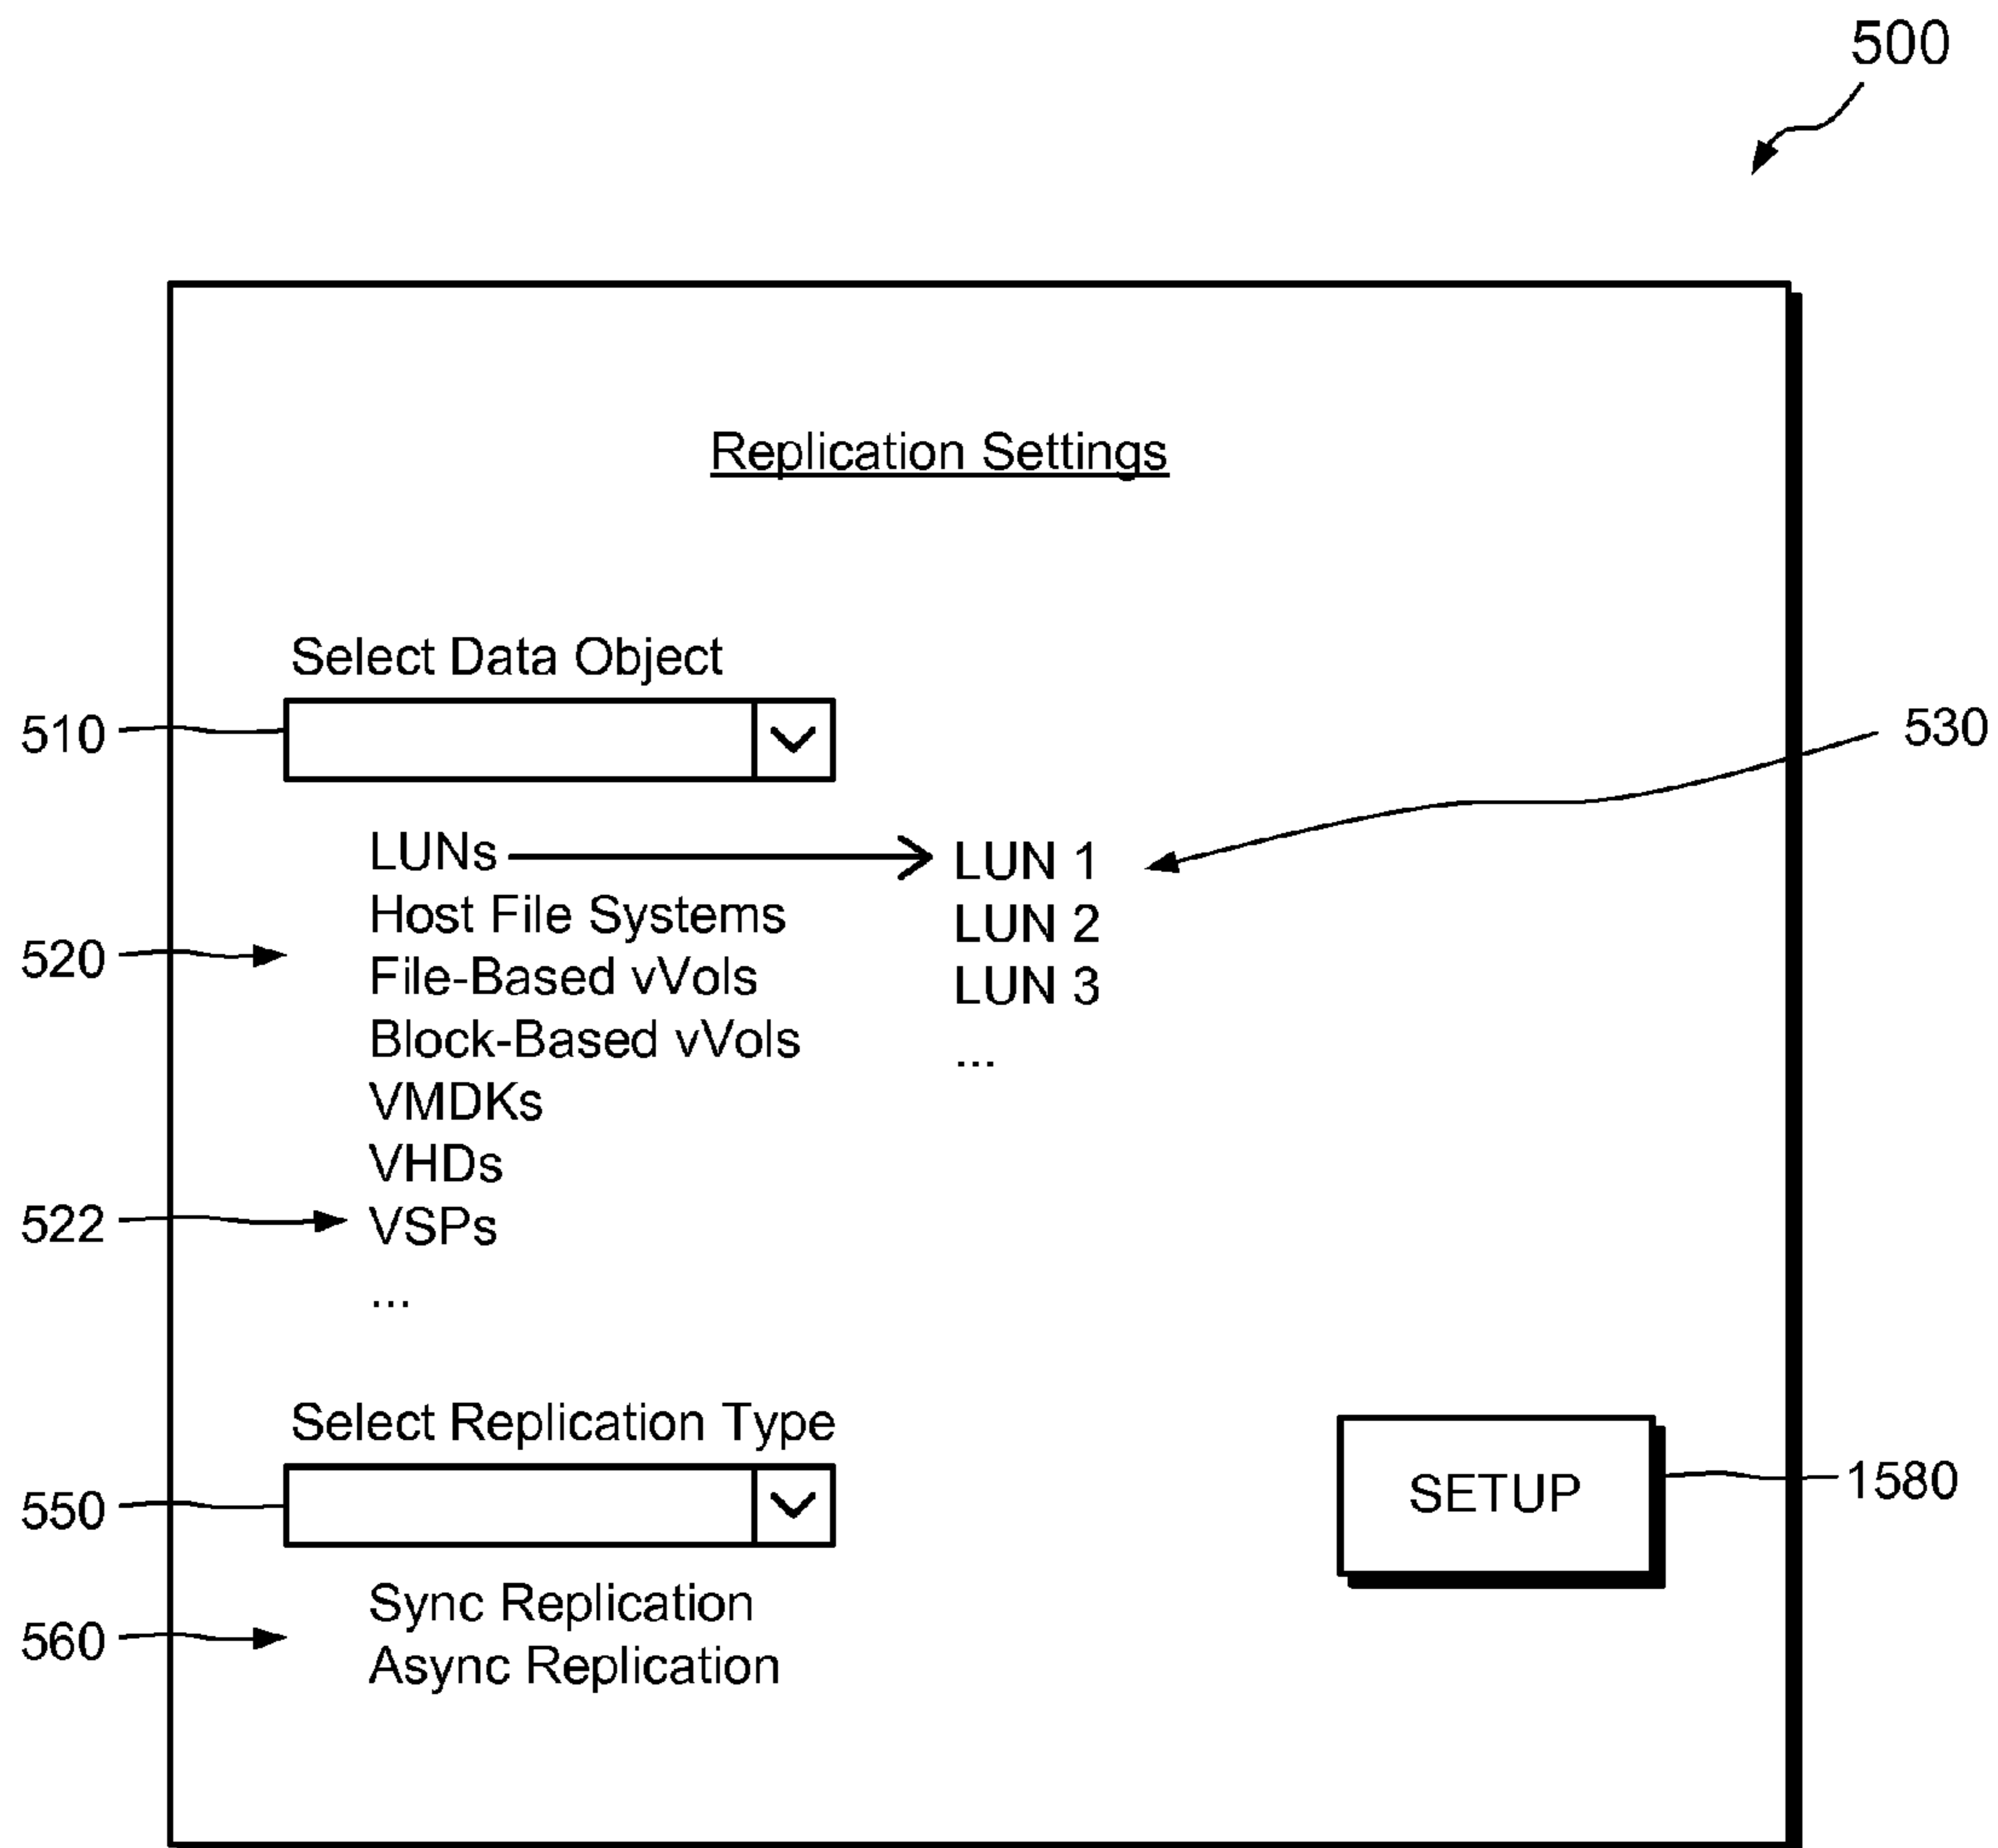 500
Replication Settings
Select Data Object
510
530
LUNs
LUN 1
Host File Systems
LUN 2
520
File-Based vVols
LUN 3
Block-Based vVols
...
VMDKs
VHDs
522
VSPs
...
Select Replication Type
550
SETUP
1580
Sync Replication
560
Async Replication